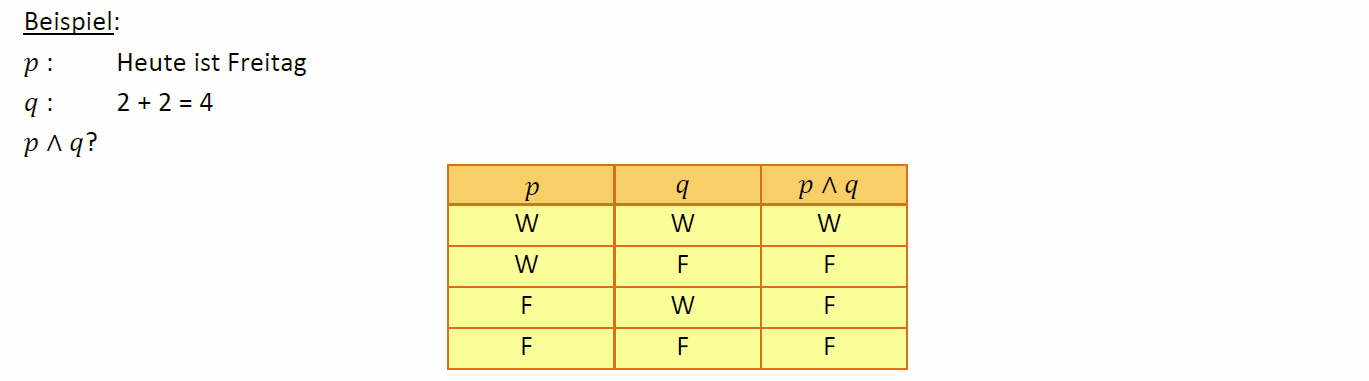 Beispiel:
p : Heute ist Freitag
q : 2 + 2 = 4
p ∧ q?
p q p ∧ q
W W W
W F F
F W F
F F F